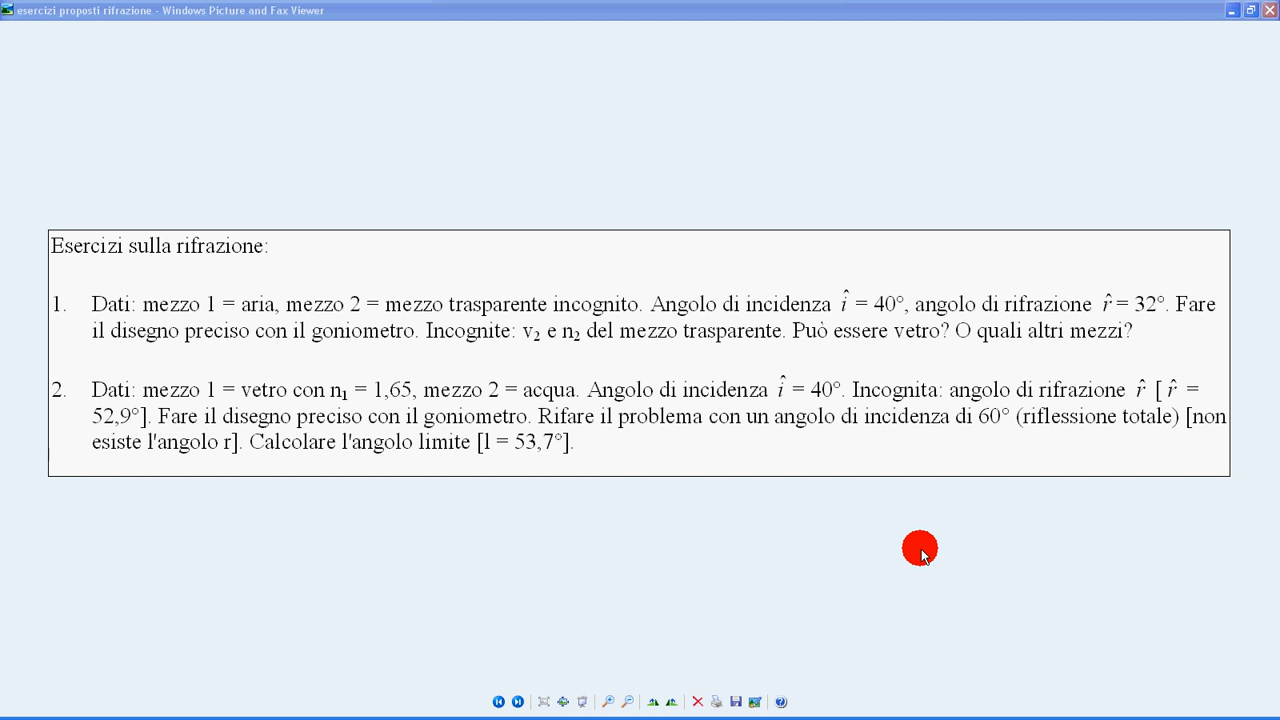 esercizi proposti rifrazione - Windows Picture and Fax Viewer
Esercizi sulla rifrazione:
1. Dati: mezzo 1 = aria, mezzo 2 = mezzo trasparente incognito. Angolo di incidenza î = 40°, angolo di rifrazione r̂ = 32°. Fare
il disegno preciso con il goniometro. Incognite: v₂ e n₂ del mezzo trasparente. Può essere vetro? O quali altri mezzi?
2. Dati: mezzo 1 = vetro con n₁ = 1,65, mezzo 2 = acqua. Angolo di incidenza î = 40°. Incognita: angolo di rifrazione r̂ [ r̂ =
52,9°]. Fare il disegno preciso con il goniometro. Rifare il problema con un angolo di incidenza di 60° (riflessione totale) [non
esiste l'angolo r]. Calcolare l'angolo limite [l = 53,7°].